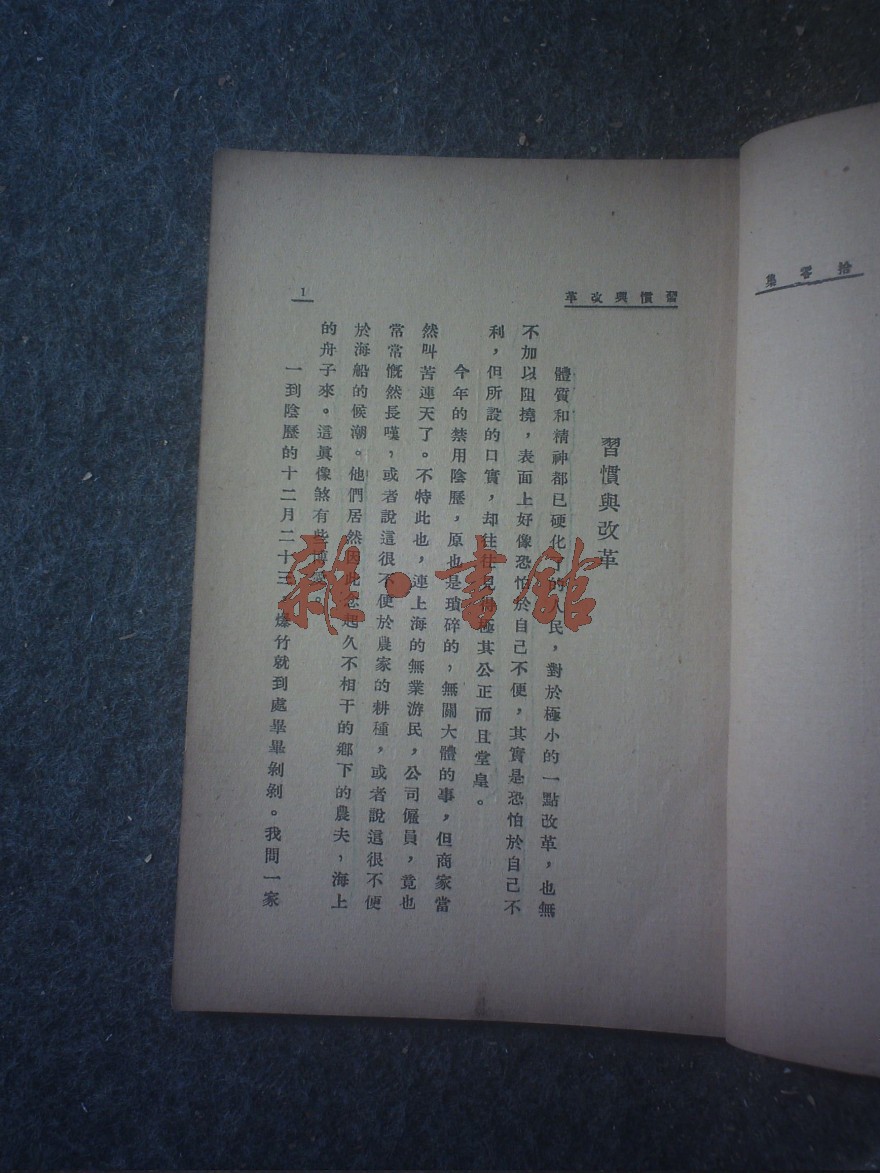 拾零集
習慣與改革
習慣與改革
體質和精神都已硬化了的人民，對於極小的一點改革，也無
不加以阻撓，表面上好像恐怕於自己不便，其實是恐怕於自己不
利，但所設的口實，却往往見得極其公正而且堂皇。
今年的禁用陰歷，原也是瑣碎的，無關大體的事，但商家當
然叫苦連天了。不特此也，連上海的無業游民，公司僱員，竟也
常常慨然長嘆，或者說這很不便於農家的耕種，或者說這很不便
於海船的候潮。他們居然因此念起久不相干的鄉下的農夫，海上
的舟子來。這眞像煞有些博愛。
一到陰歷的十二月二十三，爆竹就到處畢畢剝剝。我問一家
1
雜·書館